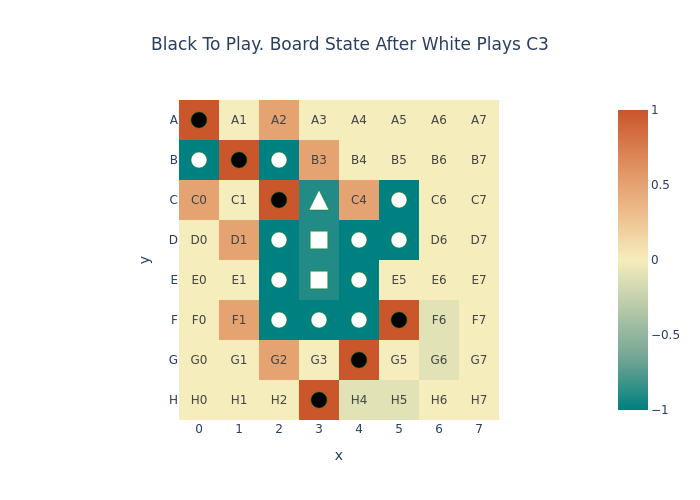 Black To Play. Board State After White Plays C3
A A1 A2 A3 A4 A5 A6 A7 1
B B3 B4 B5 B6 B7
C C0 C1 C4 C6 C7 0.5
D D0 D1 D6 D7
y 0
E E0 E1 E5 E6 E7
F F0 F1 F6 F7 −0.5
G G0 G1 G2 G3 G5 G6 G7
H H0 H1 H2 H4 H5 H6 H7 −1
0 1 2 3 4 5 6 7
x